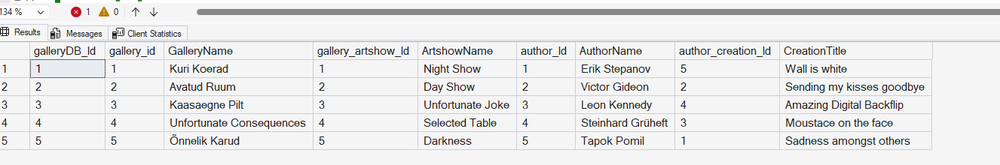 134 % 1 0
Results Messages Client Statistics
galleryDB_Id gallery_id GalleryName gallery_artshow_Id ArtshowName author_Id AuthorName author_creation_Id CreationTitle
1 1 1 Kuri Koerad 1 Night Show 1 Erik Stepanov 5 Wall is white
2 2 2 Avatud Ruum 2 Day Show 2 Victor Gideon 2 Sending my kisses goodbye
3 3 3 Kaasaegne Pilt 3 Unfortunate Joke 3 Leon Kennedy 4 Amazing Digital Backflip
4 4 4 Unfortunate Consequences 4 Selected Table 4 Steinhard Grüheft 3 Moustace on the face
5 5 5 Õnnelik Karud 5 Darkness 5 Tapok Pomil 1 Sadness amongst others